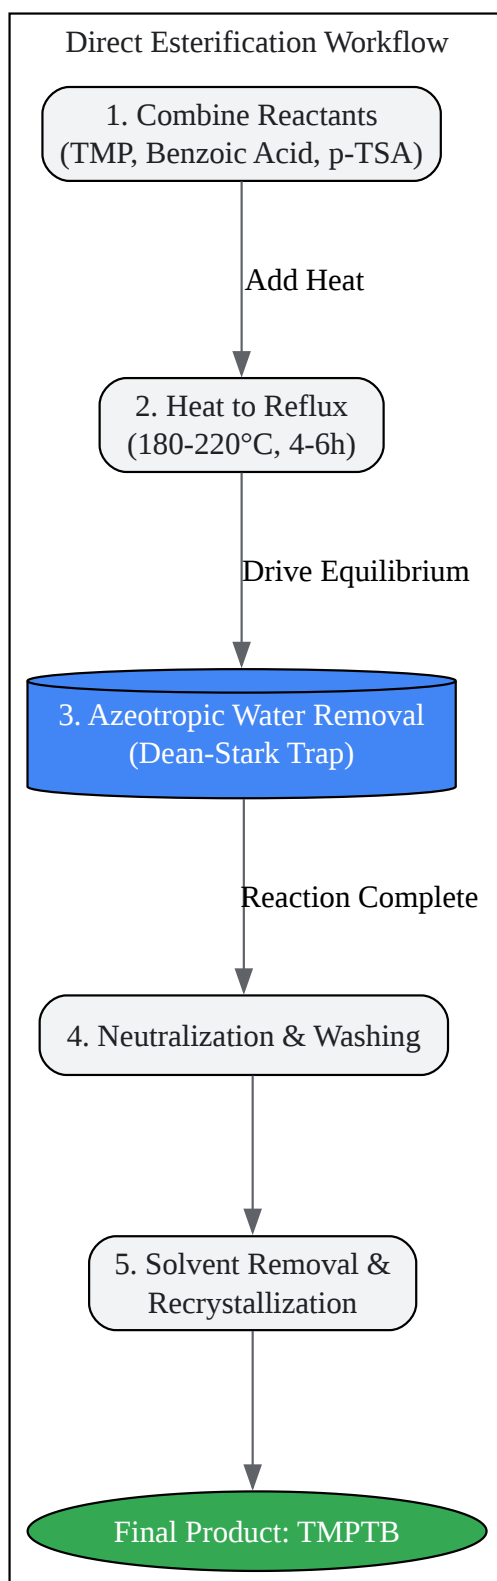 Direct Esterification Workflow
1. Combine Reactants
(TMP, Benzoic Acid, p-TSA)
Add Heat
2. Heat to Reflux
(180-220°C, 4-6h)
Drive Equilibrium
3. Azeotropic Water Removal
(Dean-Stark Trap)
Reaction Complete
4. Neutralization & Washing
5. Solvent Removal &
Recrystallization
Final Product: TMPTB